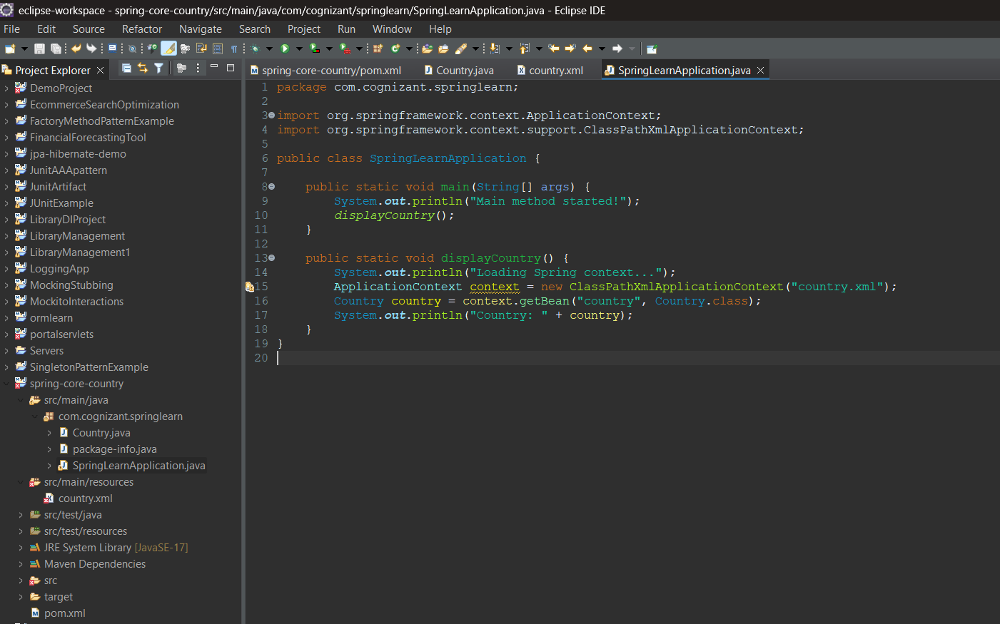 eclipse-workspace - spring-core-country/src/main/java/com/cognizant/springlearn/SpringLearnApplication.java - Eclipse IDE
File Edit Source Refactor Navigate Search Project Run Window Help
Project Explorer
DemoProject
EcommerceSearchOptimization
FactoryMethodPatternExample
FinancialForecastingTool
jpa-hibernate-demo
JunitAAApattern
JunitArtifact
JUnitExample
LibraryDIProject
LibraryManagement
LibraryManagement1
LoggingApp
MockingStubbing
MockitoInteractions
ormlearn
portalservlets
Servers
SingletonPatternExample
spring-core-country
src/main/java
com.cognizant.springlearn
Country.java
package-info.java
SpringLearnApplication.java
src/main/resources
country.xml
src/test/java
src/test/resources
JRE System Library [JavaSE-17]
Maven Dependencies
src
target
pom.xml
spring-core-country/pom.xml Country.java country.xml SpringLearnApplication.java
1 package com.cognizant.springlearn;
2
3 import org.springframework.context.ApplicationContext;
4 import org.springframework.context.support.ClassPathXmlApplicationContext;
5
6 public class SpringLearnApplication {
7
8     public static void main(String[] args) {
9         System.out.println("Main method started!");
10         displayCountry();
11     }
12
13     public static void displayCountry() {
14         System.out.println("Loading Spring context...");
15         ApplicationContext context = new ClassPathXmlApplicationContext("country.xml");
16         Country country = context.getBean("country", Country.class);
17         System.out.println("Country: " + country);
18     }
19 }
20